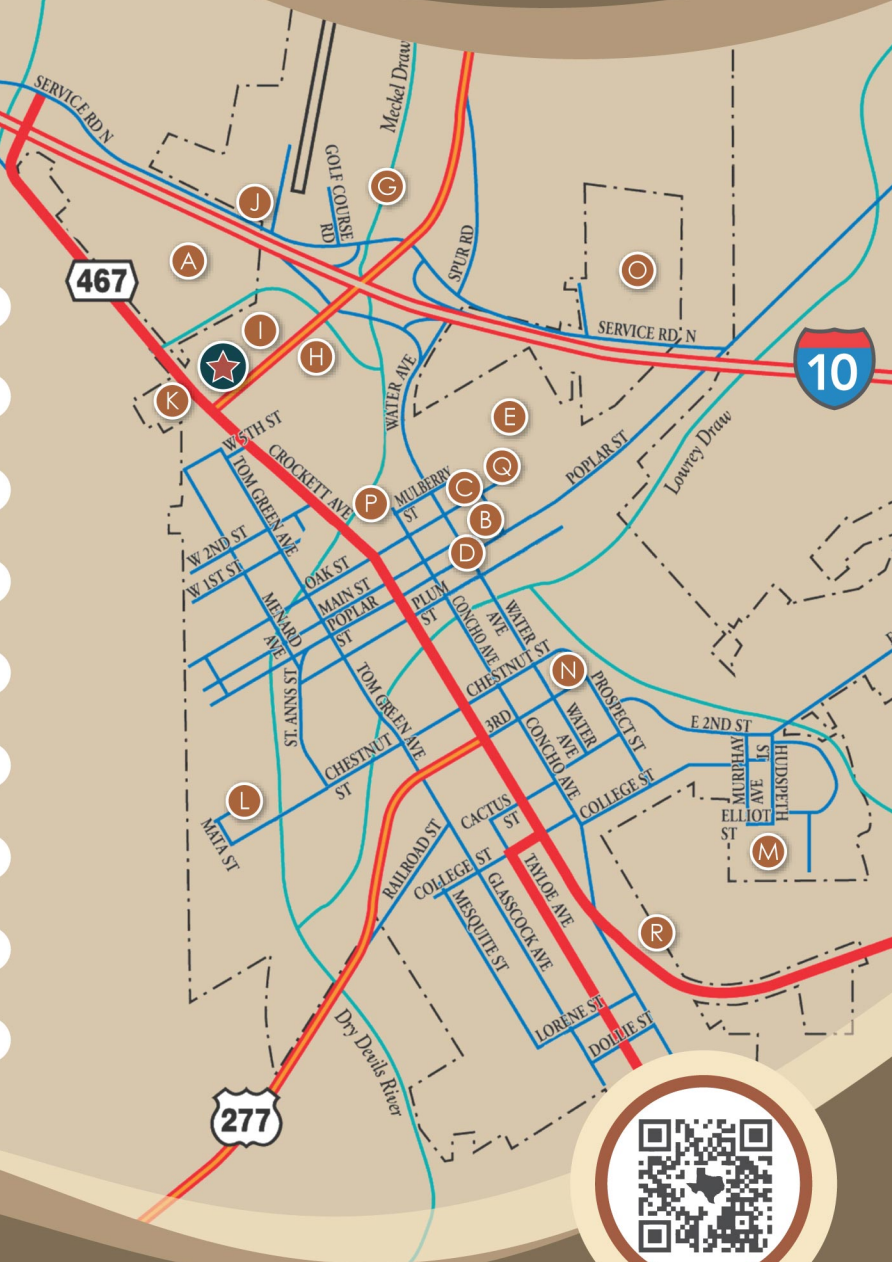 SERVICE RD N
Meckel Draw
GOLF COURSE
RD
J
G
A
SPUR RD
O
467
I
SERVICE RD N
H
10
K
WATER AVE
W 5TH ST
E
CROCKETT AVE
TOM GREEN AVE
POPLAR ST
Lowrey Draw
Q
C
P
MULBERRY
ST
B
W 2ND ST
D
W 1ST ST
OAK ST
MAIN ST
POPLAR
ST
PLUM
ST
MENARD
AVE
CONCHO AVE
WATER
AVE
CHESTNUT ST
N
ST. ANNS ST
TOM GREEN AVE
PROSPECT ST
3RD
WATER
AVE
E 2ND ST
CHESTNUT
ST
CONCHO AVE
MURPHAY
AVE
ST
HUDSPETH
COLLEGE ST
L
MATA ST
CACTUS
ST
ELLIOT
ST
M
RAILROAD ST
COLLEGE ST
TAYLOE AVE
GLASSCOCK AVE
MESQUITE ST
R
LORENE ST
DOLLIE ST
Dry Devils River
277